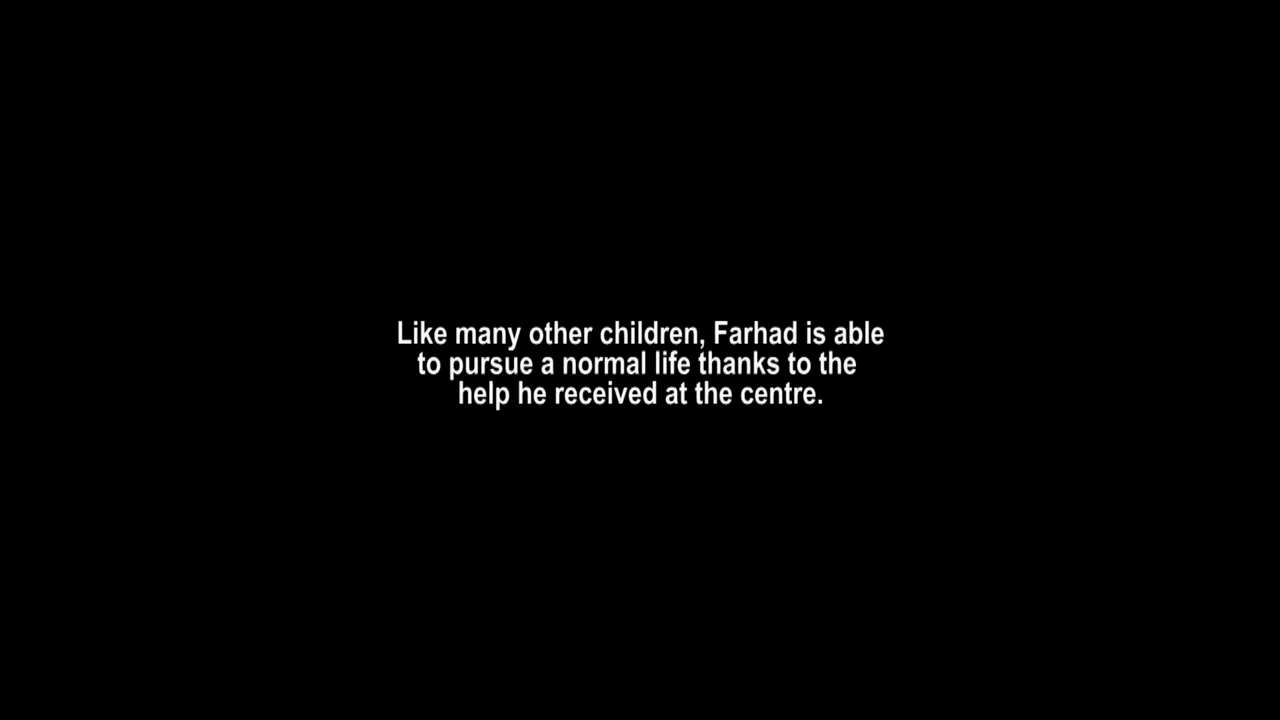 Like many other children, Farhad is able
to pursue a normal life thanks to the
help he received at the centre.